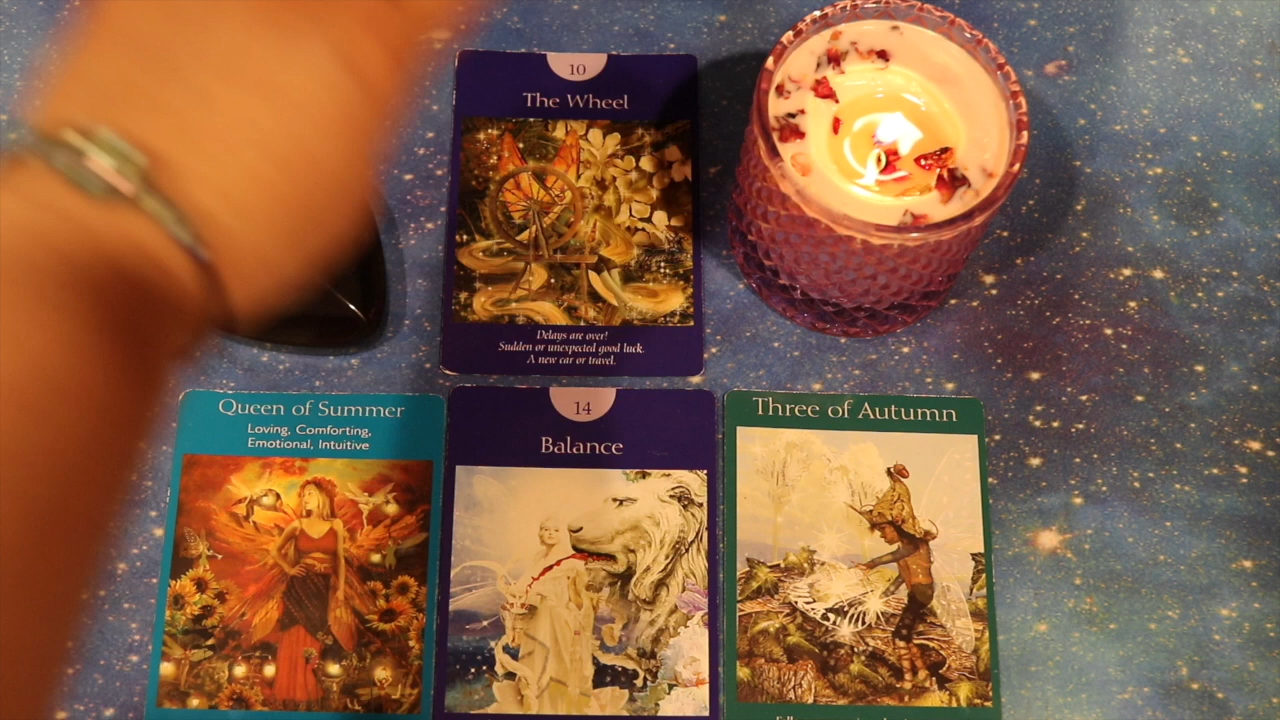 10
The Wheel
Delays are over!
Sudden or unexpected good luck.
A new car or travel.
Queen of Summer
Loving, Comforting,
Emotional, Intuitive
14
Balance
Three of Autumn